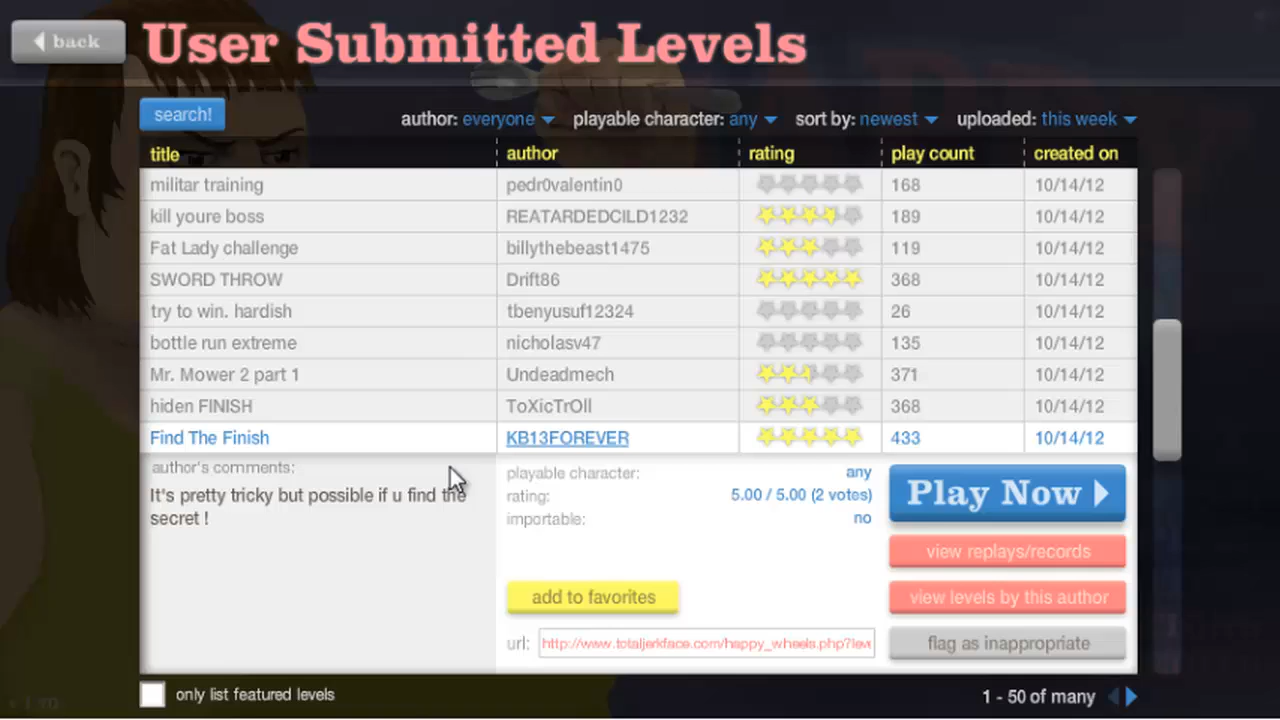 back
User Submitted Levels
search!
author: everyone playable character: any sort by: newest uploaded: this week
title author rating play count created on
militar training pedr0valentin0 168 10/14/12
kill youre boss REATARDEDCILD1232 189 10/14/12
Fat Lady challenge billythebeast1475 119 10/14/12
SWORD THROW Drift86 368 10/14/12
try to win. hardish tbenyusuf12324 26 10/14/12
bottle run extreme nicholasv47 135 10/14/12
Mr. Mower 2 part 1 Undeadmech 371 10/14/12
hiden FINISH ToXicTrOll 368 10/14/12
Find The Finish KB13FOREVER 433 10/14/12
author's comments:
It's pretty tricky but possible if u find the
secret !
playable character: any
rating: 5.00 / 5.00 (2 votes)
importable: no
Play Now
view replays/records
add to favorites
view levels by this author
url: http://www.totaljerkface.com/happy_wheels.php?leve
flag as inappropriate
only list featured levels
1 - 50 of many